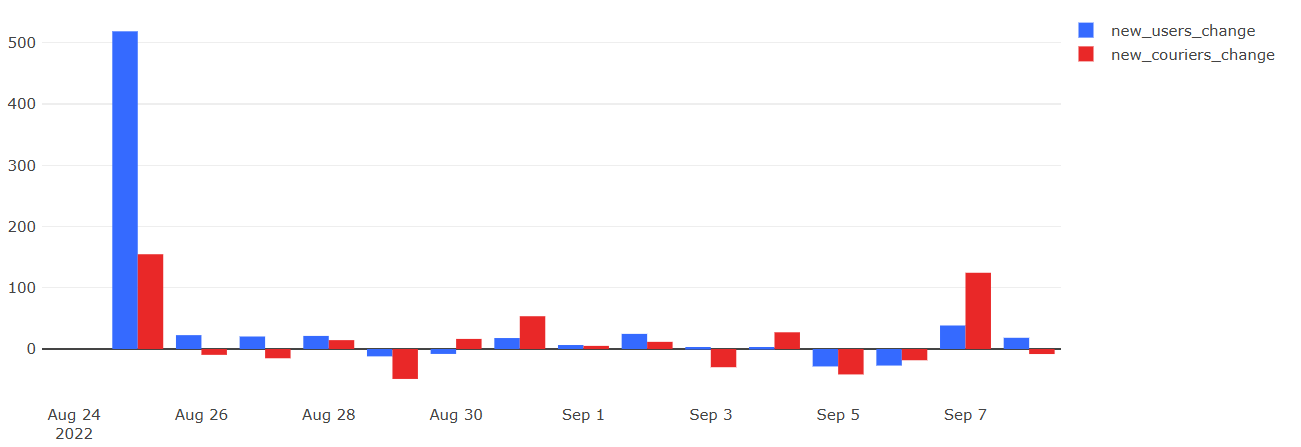 new_users_change
new_couriers_change
500
400
300
200
100
0
Aug 24
2022
Aug 26
Aug 28
Aug 30
Sep 1
Sep 3
Sep 5
Sep 7